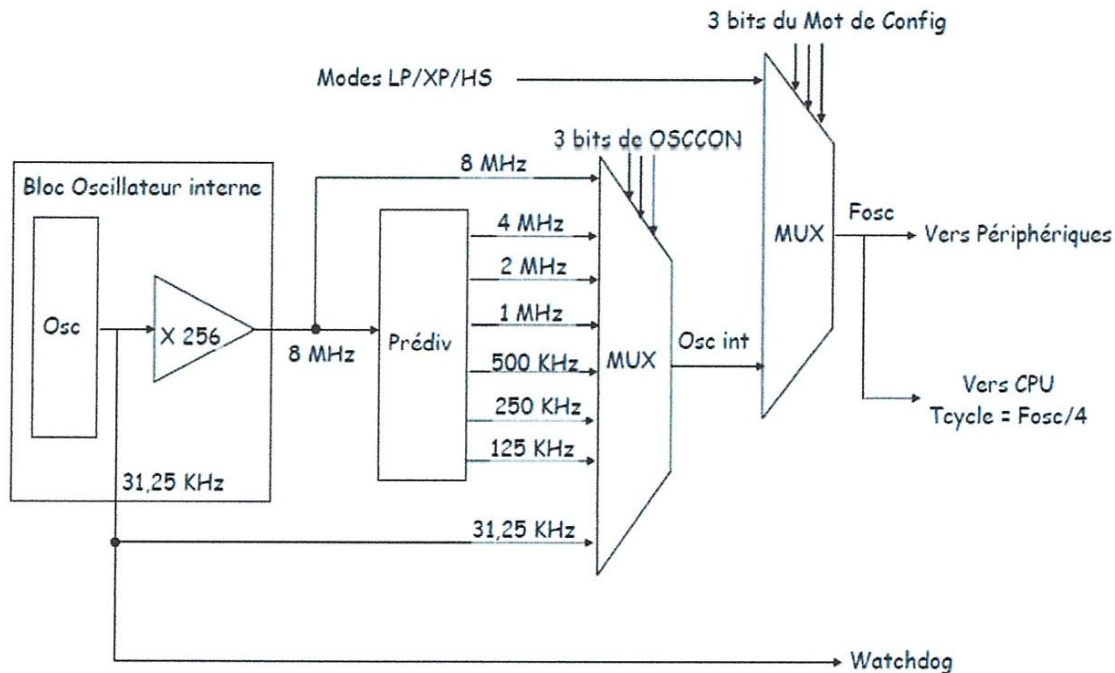 3 bits du Mot de Config
Modes LP/XP/HS
3 bits de OSCCON
8 MHz
Bloc Oscillateur interne
4 MHz
Fosc
MUX
Vers Périphériques
2 MHz
Osc
X 256
1 MHz
8 MHz
Prédiv
MUX
Osc int
500 KHz
250 KHz
Vers CPU
Tcycle = Fosc/4
125 KHz
31,25 KHz
31,25 KHz
Watchdog